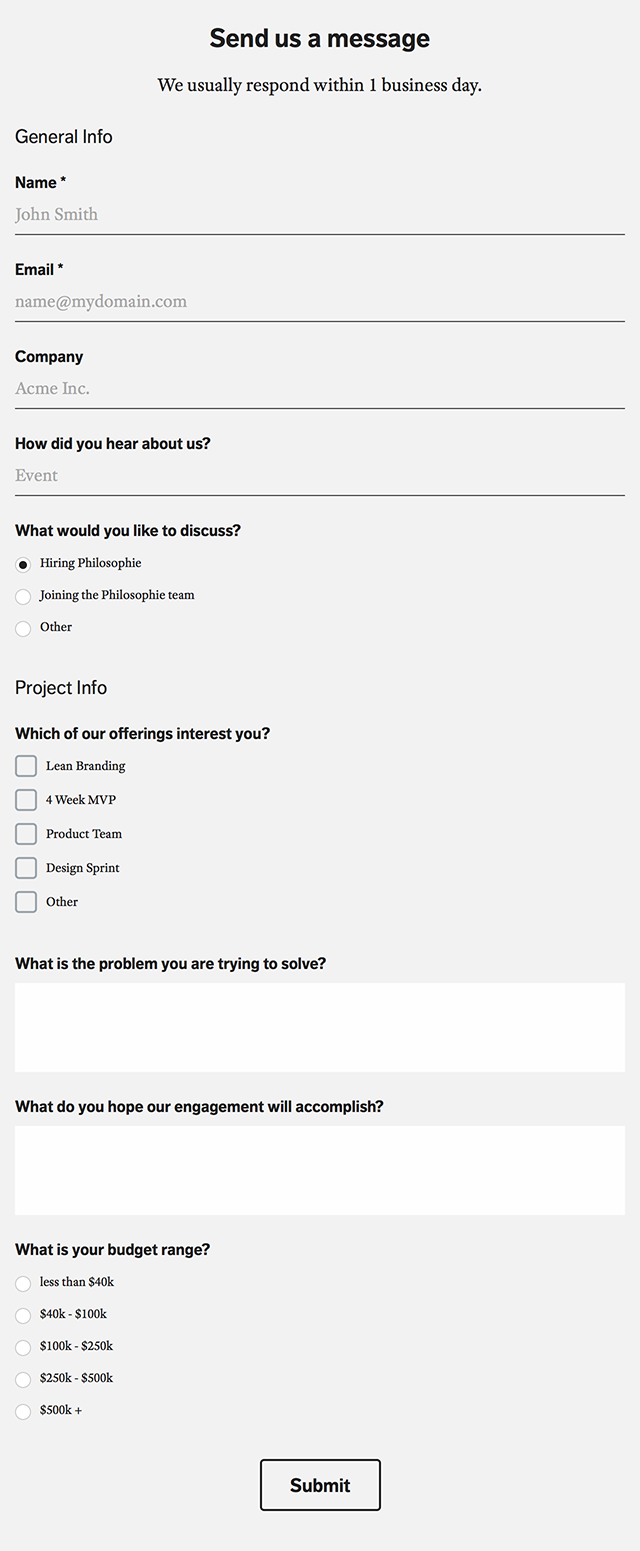 Send us a message
We usually respond within 1 business day.
General Info
Name *
John Smith
Email *
name@mydomain.com
Company
Acme Inc.
How did you hear about us?
Event
What would you like to discuss?
Hiring Philosophie
Joining the Philosophie team
Other
Project Info
Which of our offerings interest you?
Lean Branding
4 Week MVP
Product Team
Design Sprint
Other
What is the problem you are trying to solve?
What do you hope our engagement will accomplish?
What is your budget range?
less than $40k
$40k - $100k
$100k - $250k
$250k - $500k
$500k +
Submit